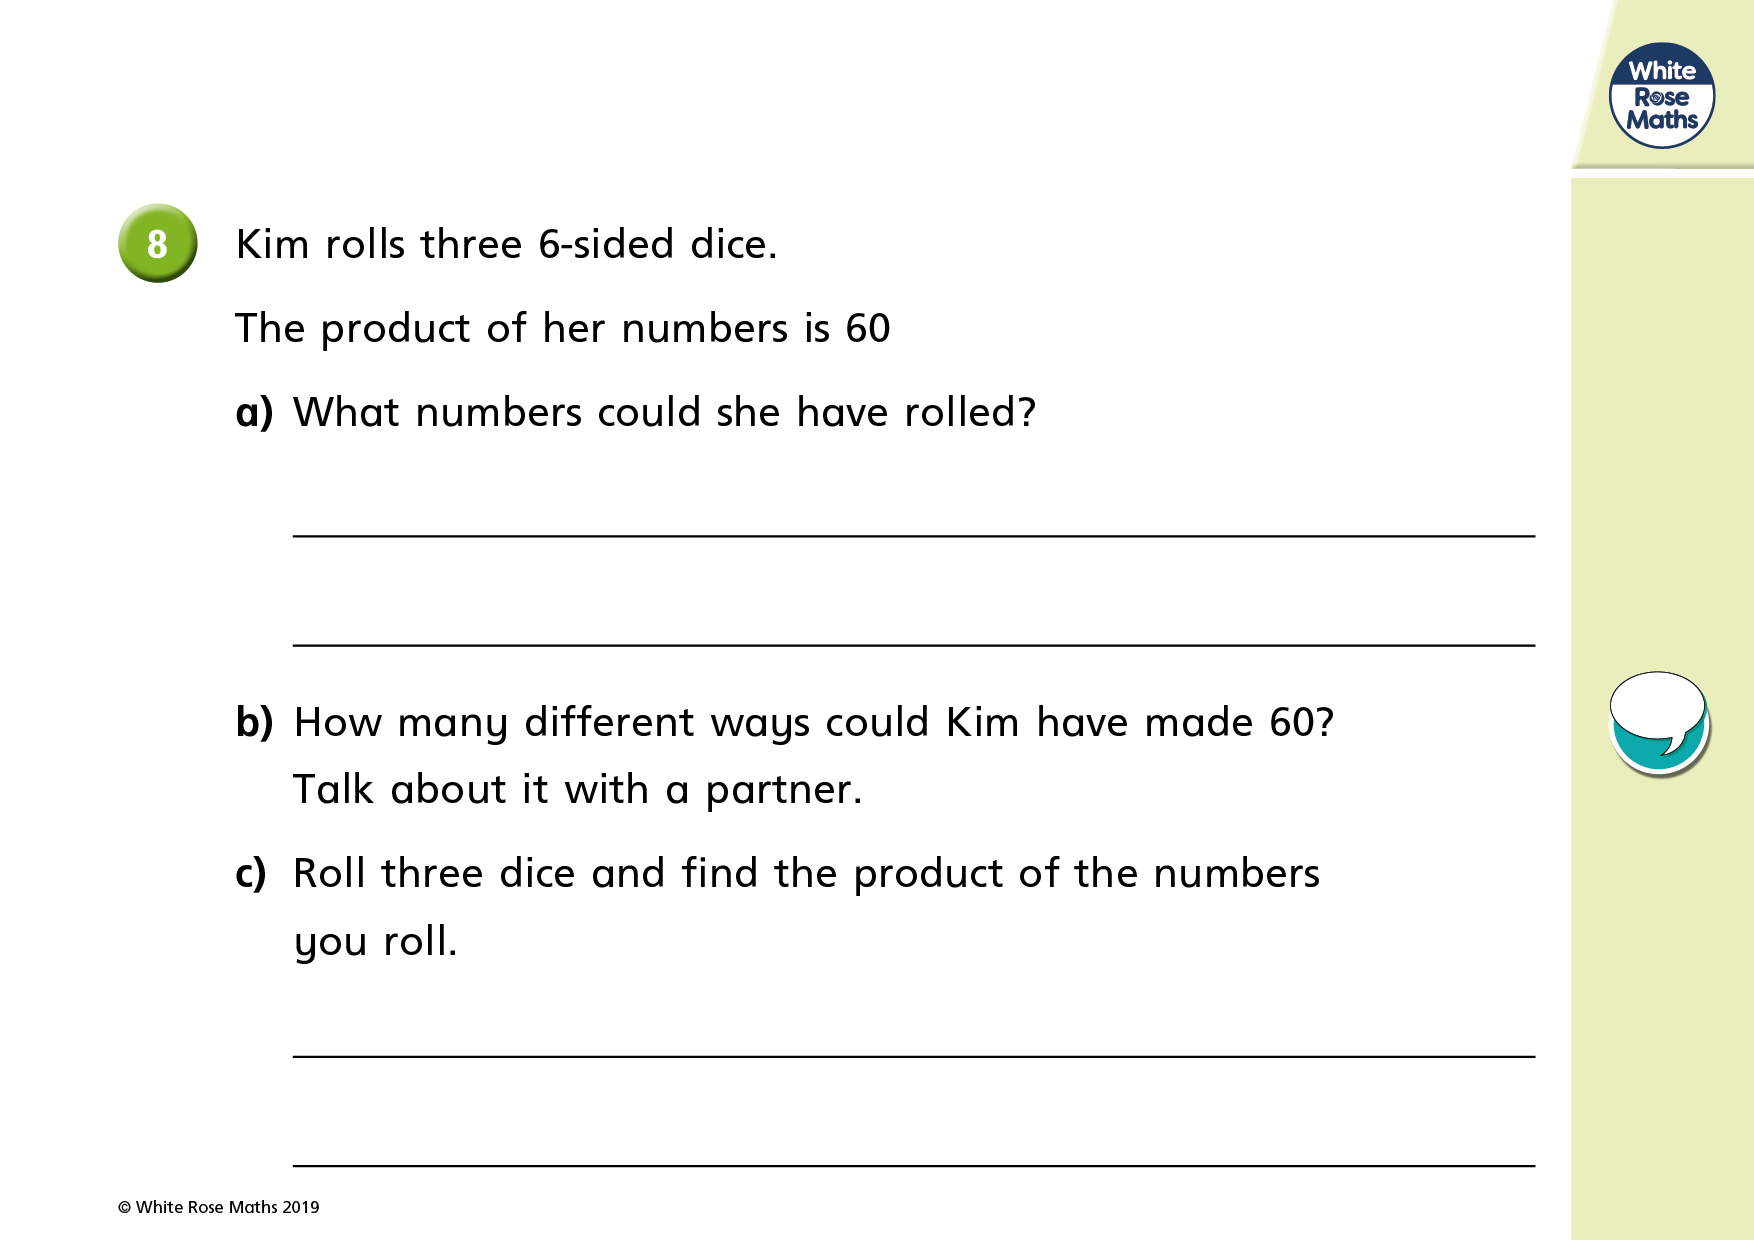 White
Rose
Maths
8 Kim rolls three 6-sided dice.
The product of her numbers is 60
a) What numbers could she have rolled?
b) How many different ways could Kim have made 60?
Talk about it with a partner.
c) Roll three dice and find the product of the numbers
you roll.
© White Rose Maths 2019